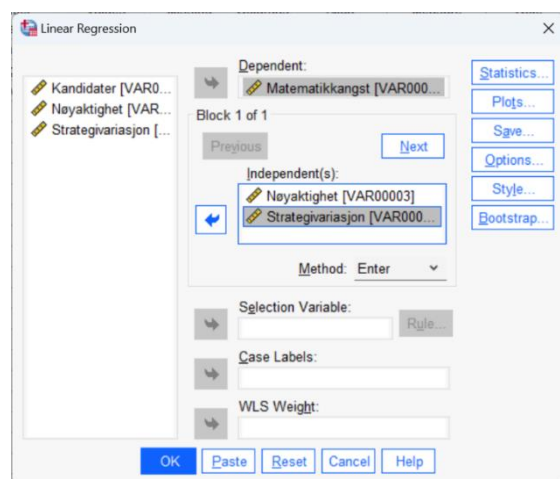 Linear Regression
Kandidater [VAR0...
Nøyaktighet [VAR...
Strategivariasjon [...
Dependent:
Matematikkangst [VAR000...
Block 1 of 1
Previous
Next
Independent(s):
Nøyaktighet [VAR00003]
Strategivariasjon [VAR000...
Method: Enter
Selection Variable:
Rule...
Case Labels:
WLS Weight:
Statistics...
Plots...
Save...
Options...
Style...
Bootstrap...
OK
Paste
Reset
Cancel
Help